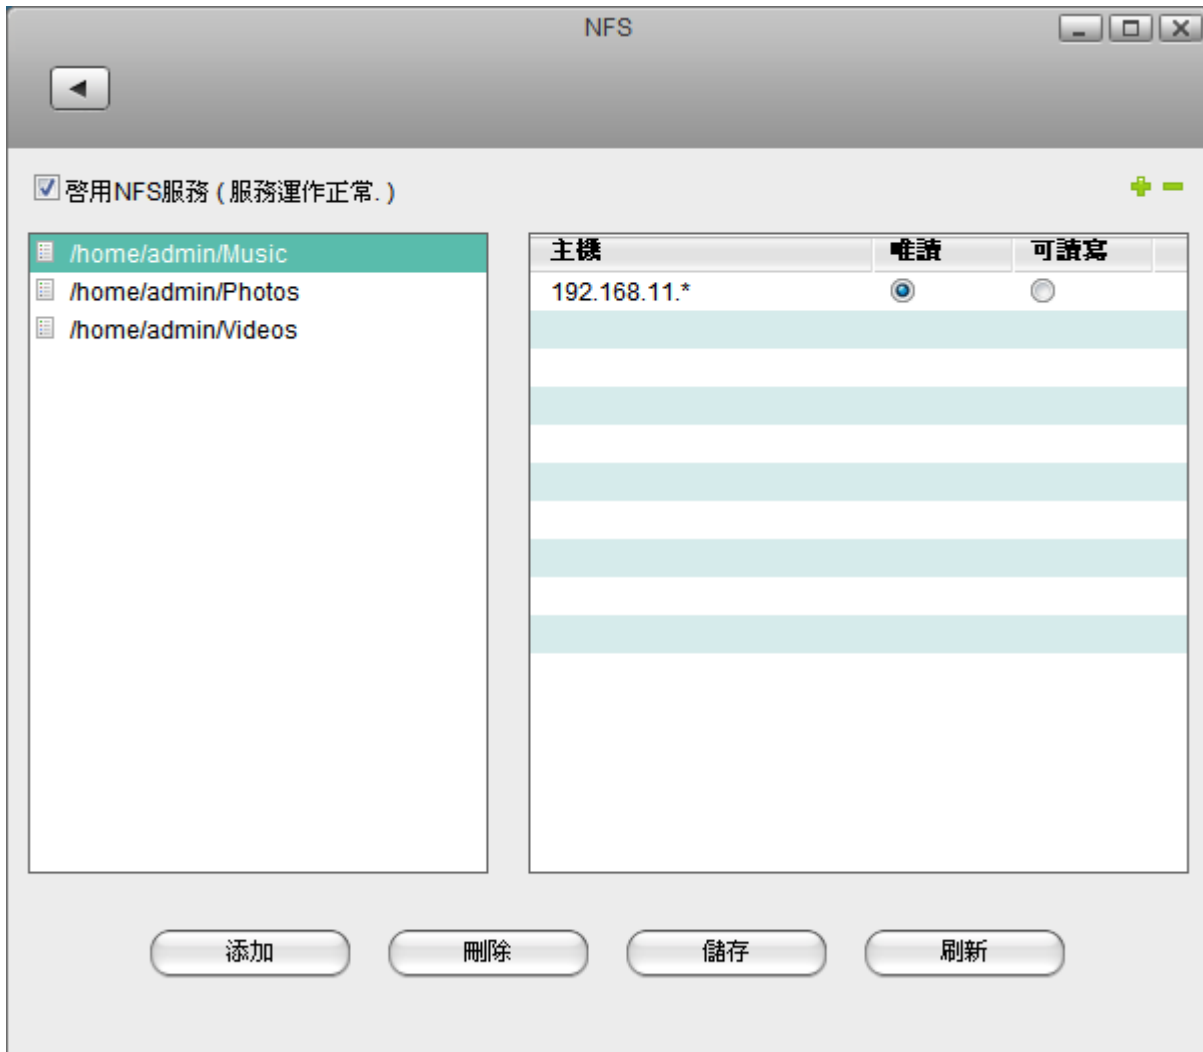 NFS
啓用NFS服務 ( 服務運作正常. )
/home/admin/Music
/home/admin/Photos
/home/admin/Videos
主機 唯讀 可讀寫
192.168.11.*
添加 刪除 儲存 刷新